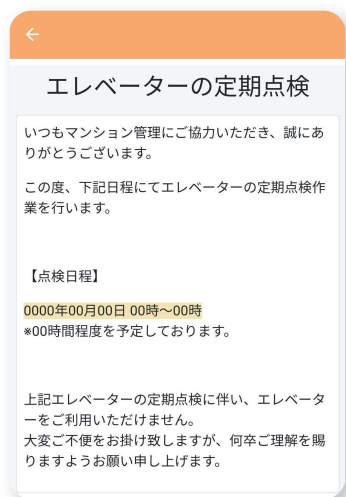 エレベーターの定期点検
いつもマンション管理にご協力いただき、誠にあ
りがとうございます。
この度、下記日程にてエレベーターの定期点検作
業を行います。
【点検日程】
0000年00月00日 00時～00時
※00時間程度を予定しております。
上記エレベーターの定期点検に伴い、エレベータ
ーをご利用いただけません。
大変ご不便をお掛け致しますが、何卒ご理解を賜
りますようお願い申し上げます。